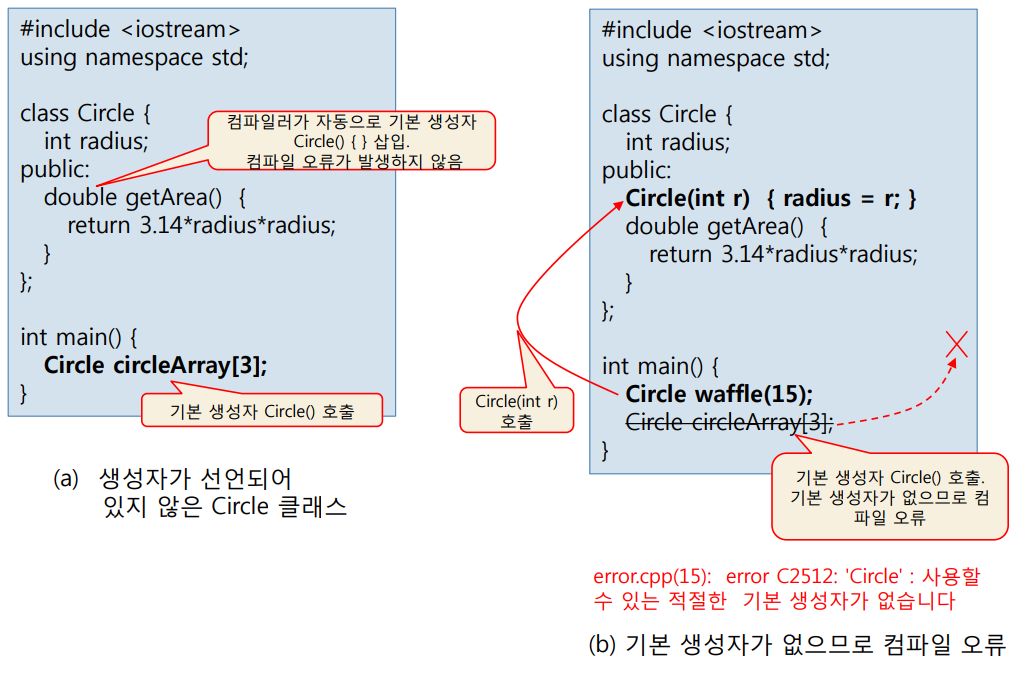 #include <iostream>
using namespace std;
class Circle {
int radius;
public:
double getArea() {
return 3.14*radius*radius;
}
};
int main() {
Circle circleArray[3];
}
컴파일러가 자동으로 기본 생성자
Circle() { } 삽입.
컴파일 오류가 발생하지 않음
기본 생성자 Circle() 호출
(a) 생성자가 선언되어
있지 않은 Circle 클래스
#include <iostream>
using namespace std;
class Circle {
int radius;
public:
Circle(int r) { radius = r; }
double getArea() {
return 3.14*radius*radius;
}
};
int main() {
Circle waffle(15);
Circle circleArray[3];
}
Circle(int r)
호출
기본 생성자 Circle() 호출.
기본 생성자가 없으므로 컴
파일 오류
error.cpp(15): error C2512: 'Circle' : 사용할
수 있는 적절한 기본 생성자가 없습니다
(b) 기본 생성자가 없으므로 컴파일 오류